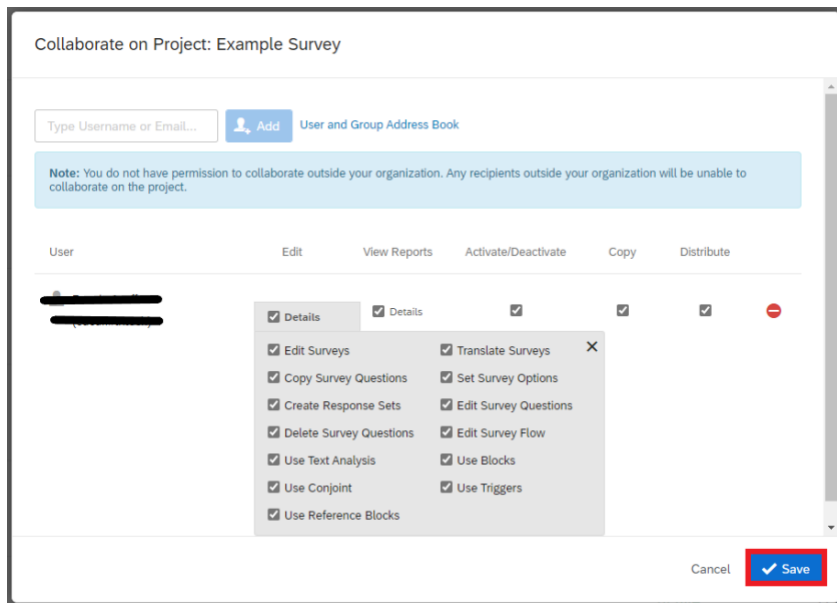 Collaborate on Project: Example Survey
Type Username or Email... Add User and Group Address Book
Note: You do not have permission to collaborate outside your organization. Any recipients outside your organization will be unable to
collaborate on the project.
User Edit View Reports Activate/Deactivate Copy Distribute
Details Details
Edit Surveys Translate Surveys
Copy Survey Questions Set Survey Options
Create Response Sets Edit Survey Questions
Delete Survey Questions Edit Survey Flow
Use Text Analysis Use Blocks
Use Conjoint Use Triggers
Use Reference Blocks
Cancel Save